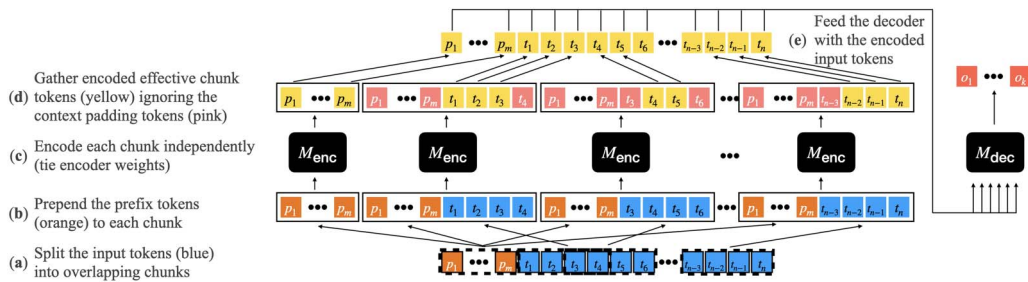 p1 ••• pm t1 t2 t3 t4 t5 t6 ••• tn−3 tn−2 tn−1 tn
(e) Feed the decoder
with the encoded
input tokens
o1 ••• ok
(d) Gather encoded effective chunk
tokens (yellow) ignoring the
context padding tokens (pink)
p1 ••• pm p1 ••• pm t1 t2 t3 t4 p1 ••• pm t3 t4 t5 t6 ••• p1 ••• pm tn−3 tn−2 tn−1 tn
(c) Encode each chunk independently
(tie encoder weights)
Menc Menc Menc ••• Menc Mdec
(b) Prepend the prefix tokens
(orange) to each chunk
p1 ••• pm p1 ••• pm t1 t2 t3 t4 p1 ••• pm t3 t4 t5 t6 ••• p1 ••• pm tn−3 tn−2 tn−1 tn
(a) Split the input tokens (blue)
into overlapping chunks
p1 ••• pm t1 t2 t3 t4 t5 t6 ••• tn−3 tn−2 tn−1 tn